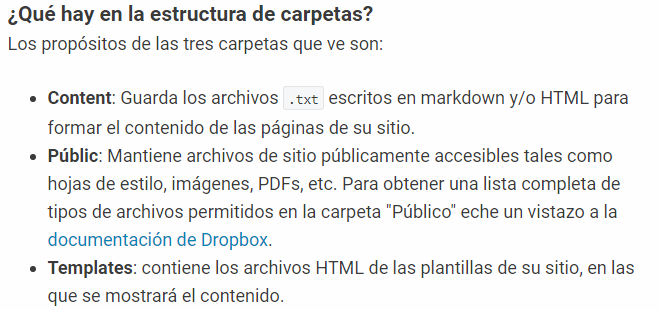 ¿Qué hay en la estructura de carpetas?
Los propósitos de las tres carpetas que ve son:
• Content: Guarda los archivos .txt escritos en markdown y/o HTML para
formar el contenido de las páginas de su sitio.
• Públic: Mantiene archivos de sitio públicamente accesibles tales como
hojas de estilo, imágenes, PDFs, etc. Para obtener una lista completa de
tipos de archivos permitidos en la carpeta "Público" eche un vistazo a la
documentación de Dropbox.
• Templates: contiene los archivos HTML de las plantillas de su sitio, en las
que se mostrará el contenido.